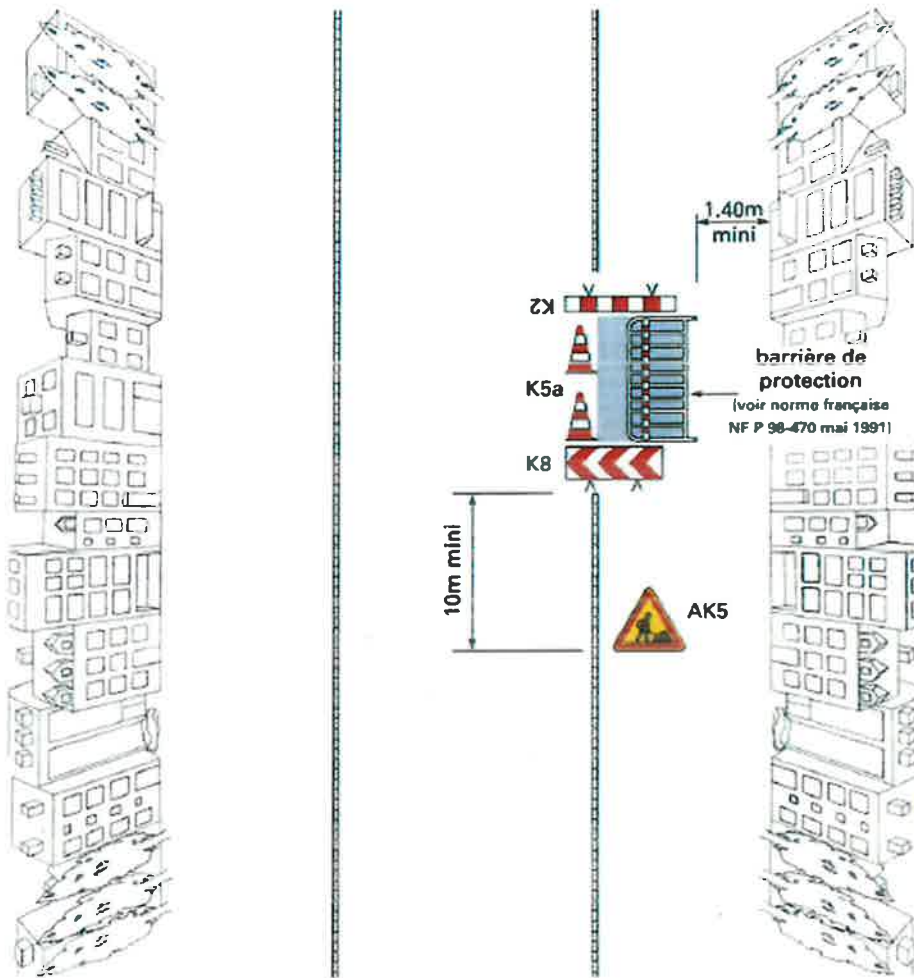 1.40m
mini
K2
K5a
barrière de
protection
(voir norme française
NF P 98-470 mai 1991)
K8
10m mini
AK5